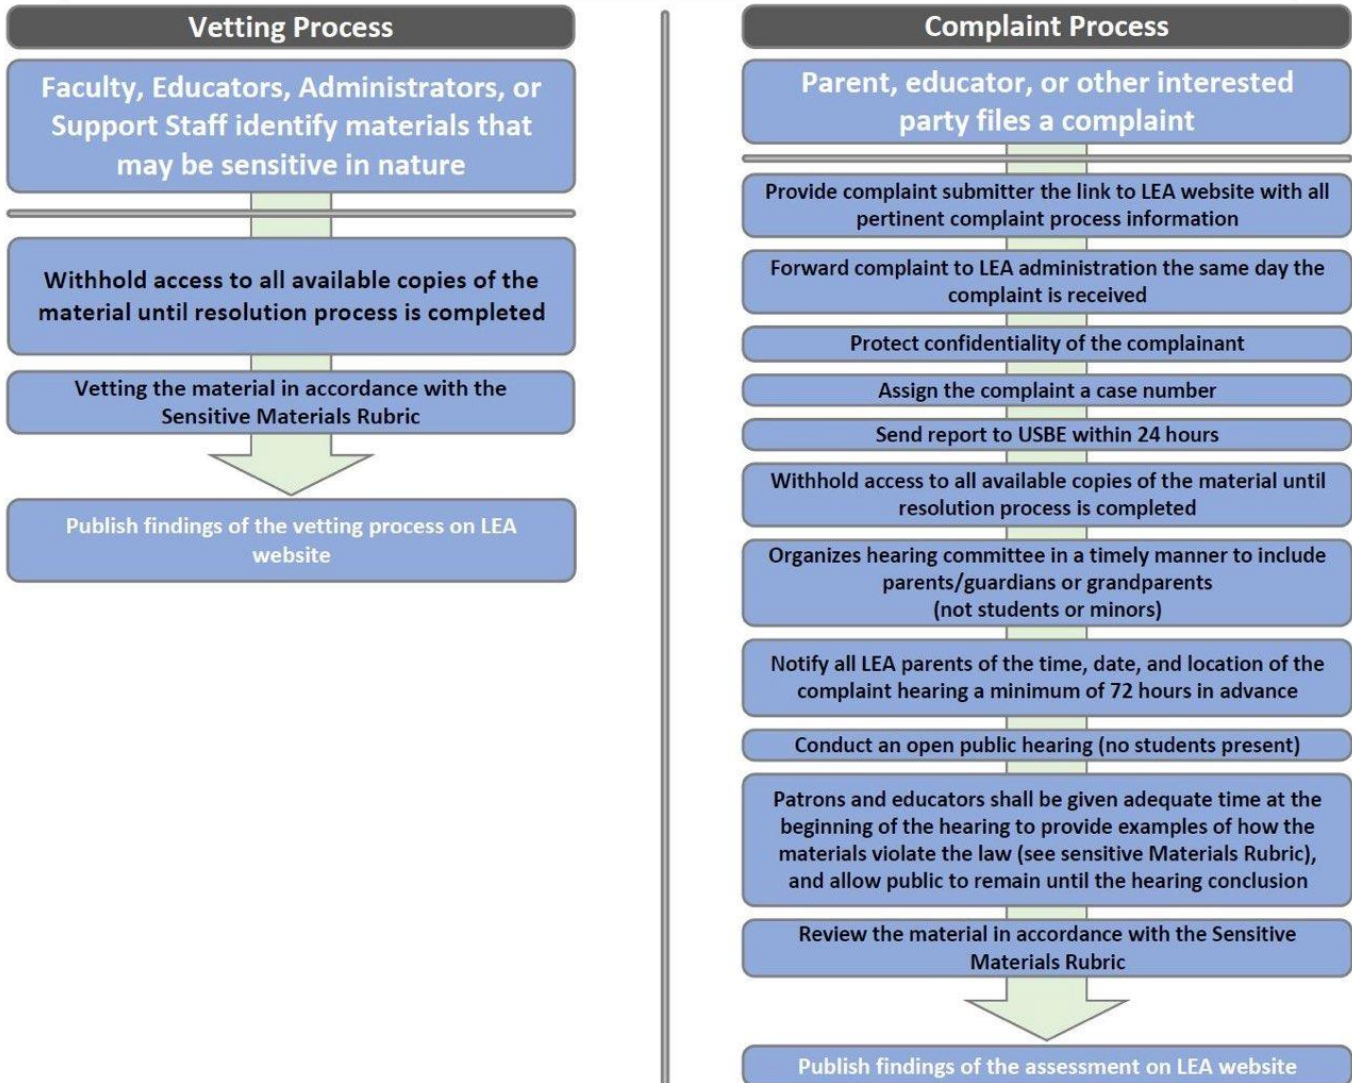 Vetting Process
Faculty, Educators, Administrators, or
Support Staff identify materials that
may be sensitive in nature
Withhold access to all available copies of the
material until resolution process is completed
Vetting the material in accordance with the
Sensitive Materials Rubric
Publish findings of the vetting process on LEA
website
Complaint Process
Parent, educator, or other interested
party files a complaint
Provide complaint submitter the link to LEA website with all
pertinent complaint process information
Forward complaint to LEA administration the same day the
complaint is received
Protect confidentiality of the complainant
Assign the complaint a case number
Send report to USBE within 24 hours
Withhold access to all available copies of the material until
resolution process is completed
Organizes hearing committee in a timely manner to include
parents/guardians or grandparents
(not students or minors)
Notify all LEA parents of the time, date, and location of the
complaint hearing a minimum of 72 hours in advance
Conduct an open public hearing (no students present)
Patrons and educators shall be given adequate time at the
beginning of the hearing to provide examples of how the
materials violate the law (see sensitive Materials Rubric),
and allow public to remain until the hearing conclusion
Review the material in accordance with the Sensitive
Materials Rubric
Publish findings of the assessment on LEA website